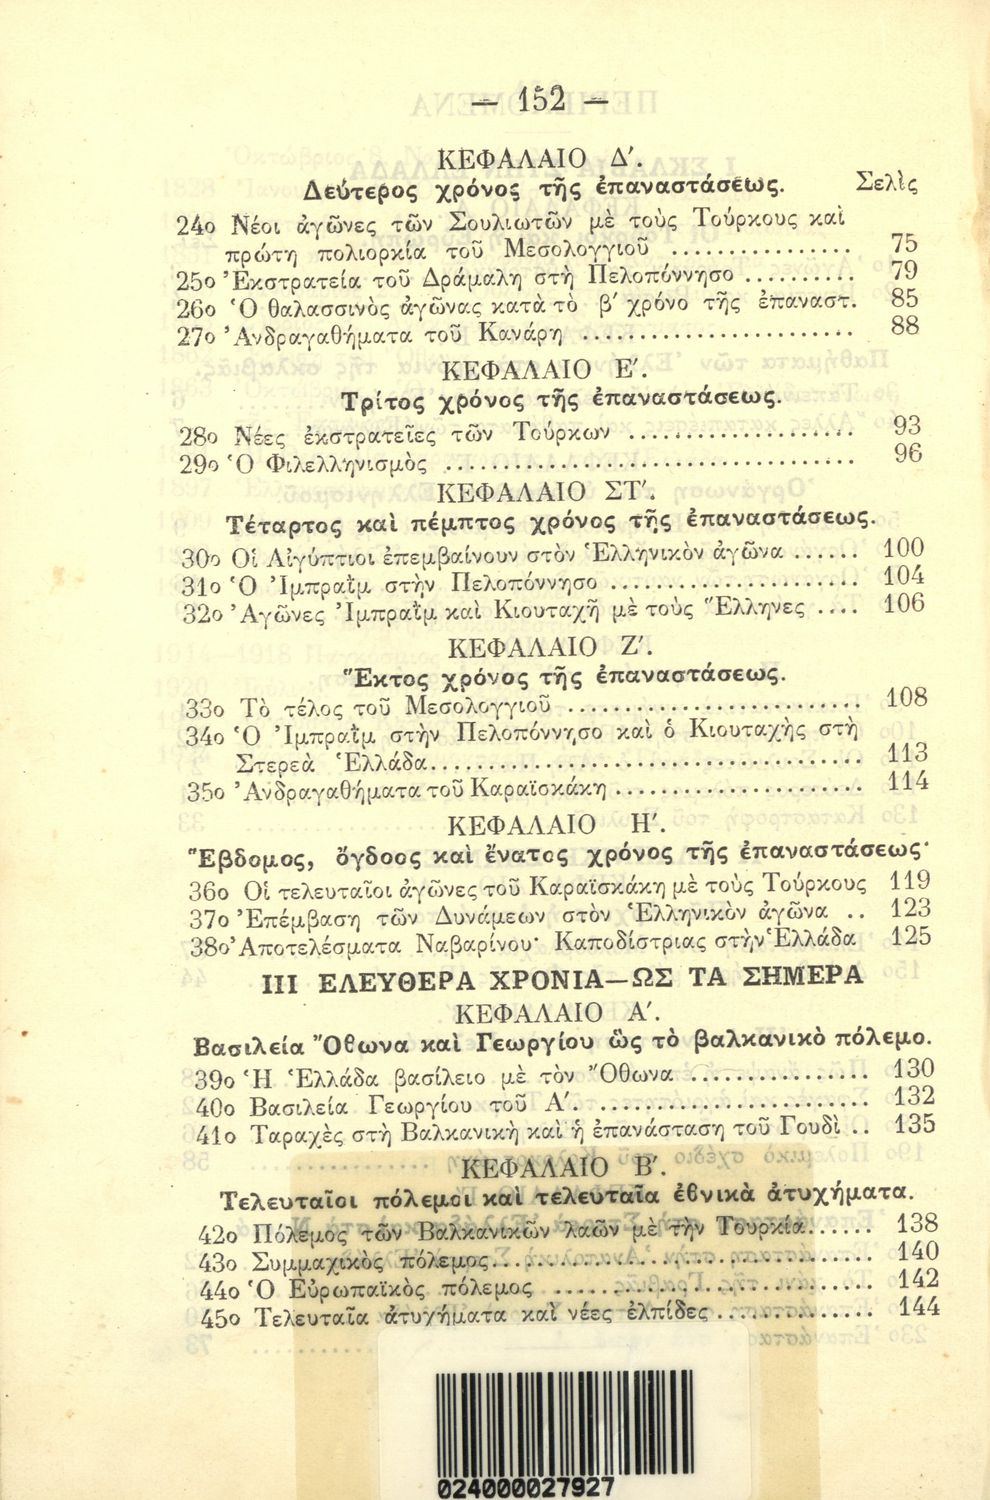 — 152 —
ΚΕΦΑΛΑΙΟ Δ΄.
Δεύτερος χρόνος τῆς ἐπαναστάσεως. Σελὶς
24ο Νέοι ἀγῶνες τῶν Σουλιωτῶν μὲ τοὺς Τούρκους καὶ
πρώτη πολιορκία τοῦ Μεσολογγιοῦ ................ 75
25ο Ἐκστρατεία τοῦ Δράμαλη στὴ Πελοπόννησο .......... 79
26ο Ὁ θαλασσινὸς ἀγῶνας κατὰ τὸ β΄ χρόνο τῆς ἐπαναστ. 85
27ο Ἀνδραγαθήματα τοῦ Κανάρη ...................... 88
ΚΕΦΑΛΑΙΟ Ε΄.
Τρίτος χρόνος τῆς ἐπαναστάσεως.
28ο Νέες ἐκστρατεῖες τῶν Τούρκων .................. 93
29ο Ὁ Φιλελληνισμὸς .............................. 96
ΚΕΦΑΛΑΙΟ ΣΤ΄.
Τέταρτος καὶ πέμπτος χρόνος τῆς ἐπαναστάσεως.
30ο Οἱ Αἰγύπτιοι ἐπεμβαίνουν στὸν Ἑλληνικὸν ἀγῶνα ...... 100
31ο Ὁ Ἰμπραῒμ στὴν Πελοπόννησο .................... 104
32ο Ἀγῶνες Ἰμπραῒμ καὶ Κιουταχῆ μὲ τοὺς Ἕλληνες .... 106
ΚΕΦΑΛΑΙΟ Ζ΄.
Ἕκτος χρόνος τῆς ἐπαναστάσεως.
33ο Τὸ τέλος τοῦ Μεσολογγιοῦ ........................ 108
34ο Ὁ Ἰμπραῒμ στὴν Πελοπόννησο καὶ ὁ Κιουταχὴς στὴ
Στερεὰ Ἑλλάδα.................................... 113
35ο Ἀνδραγαθήματα τοῦ Καραϊσκάκη .................... 114
ΚΕΦΑΛΑΙΟ Η΄.
Ἕβδομος, ὄγδοος καὶ ἔνατος χρόνος τῆς ἐπαναστάσεως·
36ο Οἱ τελευταῖοι ἀγῶνες τοῦ Καραϊσκάκη μὲ τοὺς Τούρκους 119
37ο Ἐπέμβαση τῶν Δυνάμεων στὸν Ἑλληνικὸν ἀγῶνα .. 123
38ο Ἀποτελέσματα Ναβαρίνου· Καποδίστριας στὴν Ἑλλάδα 125
ΙΙΙ ΕΛΕΥΘΕΡΑ ΧΡΟΝΙΑ—ΩΣ ΤΑ ΣΗΜΕΡΑ
ΚΕΦΑΛΑΙΟ Α΄.
Βασιλεία Ὄθωνα καὶ Γεωργίου ὣς τὸ βαλκανικὸ πόλεμο.
39ο Ἡ Ἑλλάδα βασίλειο μὲ τὸν Ὄθωνα ................ 130
40ο Βασιλεία Γεωργίου τοῦ Α΄. ........................ 132
41ο Ταραχὲς στὴ Βαλκανικὴ καὶ ἡ ἐπανάσταση τοῦ Γουδὶ .. 135
ΚΕΦΑΛΑΙΟ Β΄.
Τελευταῖοι πόλεμοι καὶ τελευταῖα ἐθνικὰ ἀτυχήματα.
42ο Πόλεμος τῶν Βαλκανικῶν λαῶν μὲ τὴν Τουρκία...... 138
43ο Συμμαχικὸς πόλεμος................................ 140
44ο Ὁ Εὐρωπαϊκὸς πόλεμος .......................... 142
45ο Τελευταῖα ἀτυχήματα καὶ νέες ἐλπίδες .............. 144
024000027927